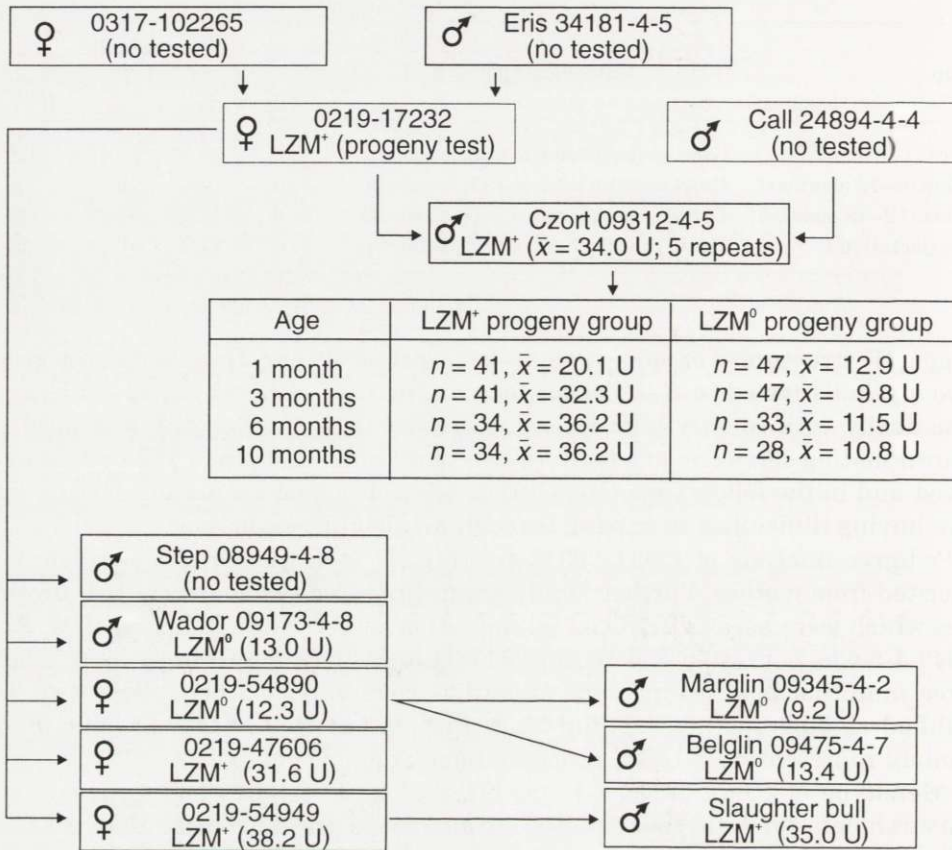 ♀ 0317-102265
(no tested)
♂ Eris 34181-4-5
(no tested)
♀ 0219-17232
LZM⁺ (progeny test)
♂ Call 24894-4-4
(no tested)
♂ Czort 09312-4-5
LZM⁺ (x̄ = 34.0 U; 5 repeats)
Age LZM⁺ progeny group LZM⁰ progeny group
1 month n = 41, x̄ = 20.1 U n = 47, x̄ = 12.9 U
3 months n = 41, x̄ = 32.3 U n = 47, x̄ = 9.8 U
6 months n = 34, x̄ = 36.2 U n = 33, x̄ = 11.5 U
10 months n = 34, x̄ = 36.2 U n = 28, x̄ = 10.8 U
♂ Step 08949-4-8
(no tested)
♂ Wador 09173-4-8
LZM⁰ (13.0 U)
♀ 0219-54890
LZM⁰ (12.3 U)
♂ Marglin 09345-4-2
LZM⁰ (9.2 U)
♀ 0219-47606
LZM⁺ (31.6 U)
♂ Belglin 09475-4-7
LZM⁰ (13.4 U)
♀ 0219-54949
LZM⁺ (38.2 U)
♂ Slaughter bull
LZM⁺ (35.0 U)